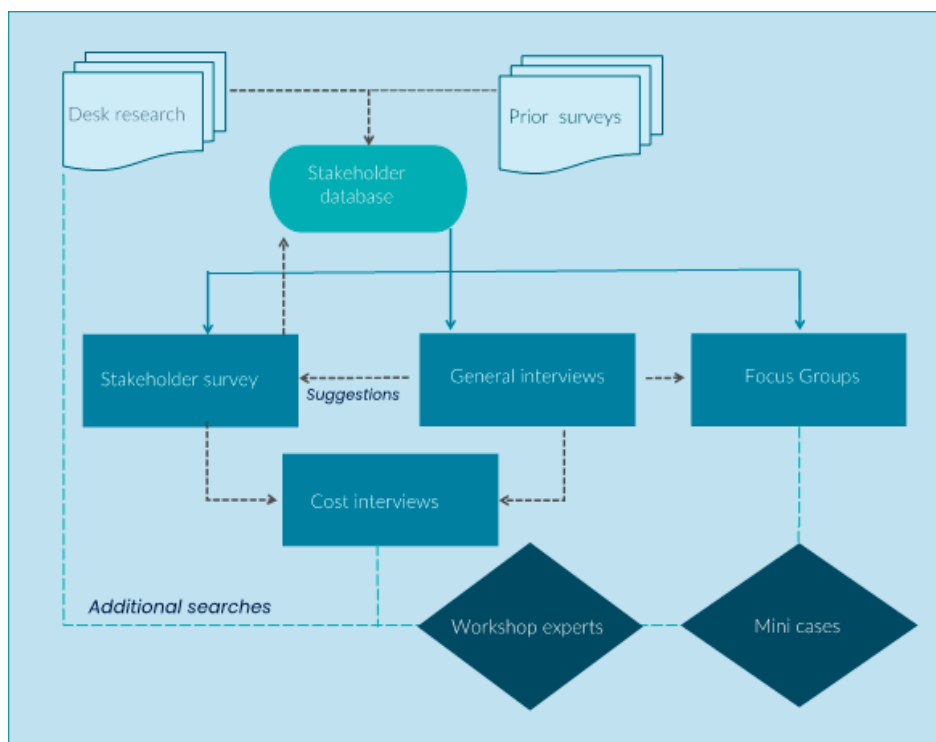 Desk research
Prior surveys
Stakeholder
database
Stakeholder survey
General interviews
Focus Groups
Suggestions
Cost interviews
Additional searches
Workshop experts
Mini cases